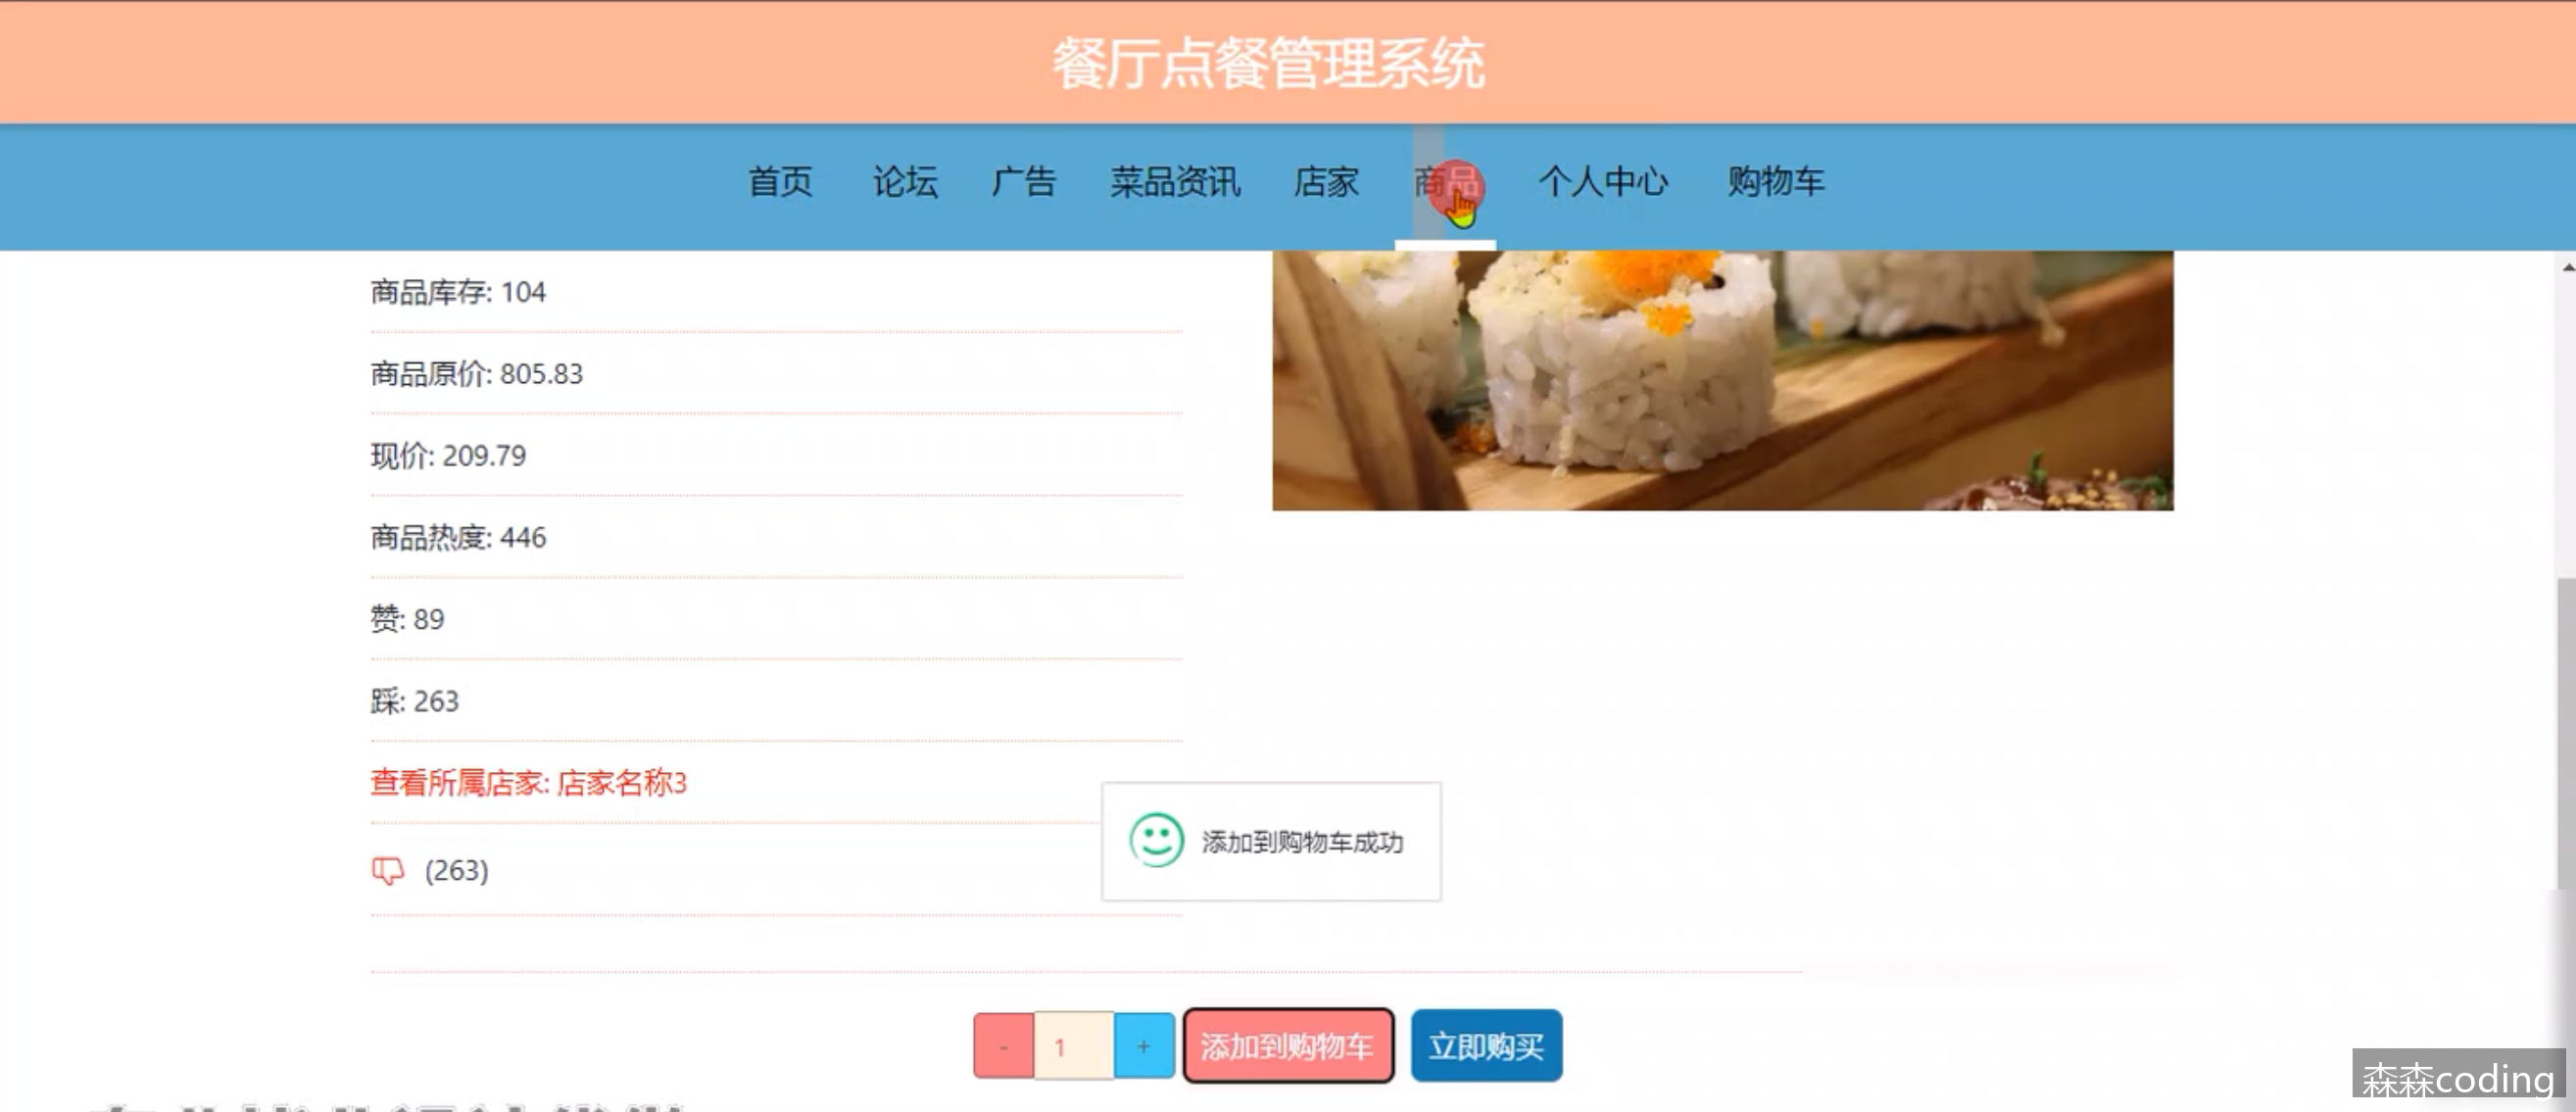 餐厅点餐管理系统
首页 论坛 广告 菜品资讯 店家 商品 个人中心 购物车
商品库存: 104
商品原价: 805.83
现价: 209.79
商品热度: 446
赞: 89
踩: 263
查看所属店家: 店家名称3
添加到购物车成功
(263)
- 1 + 添加到购物车 立即购买
森森coding